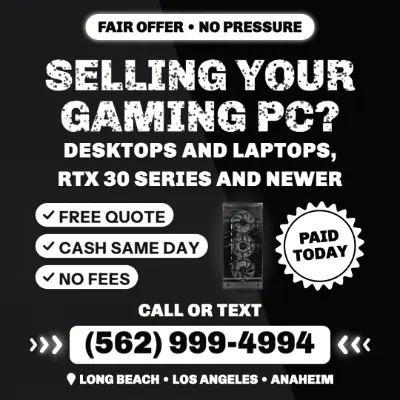 FAIR OFFER • NO PRESSURE
SELLING YOUR
GAMING PC?
DESKTOPS AND LAPTOPS,
RTX 30 SERIES AND NEWER
✓ FREE QUOTE
✓ CASH SAME DAY
✓ NO FEES
PAID
TODAY
CALL OR TEXT
(562) 999-4994
LONG BEACH • LOS ANGELES • ANAHEIM